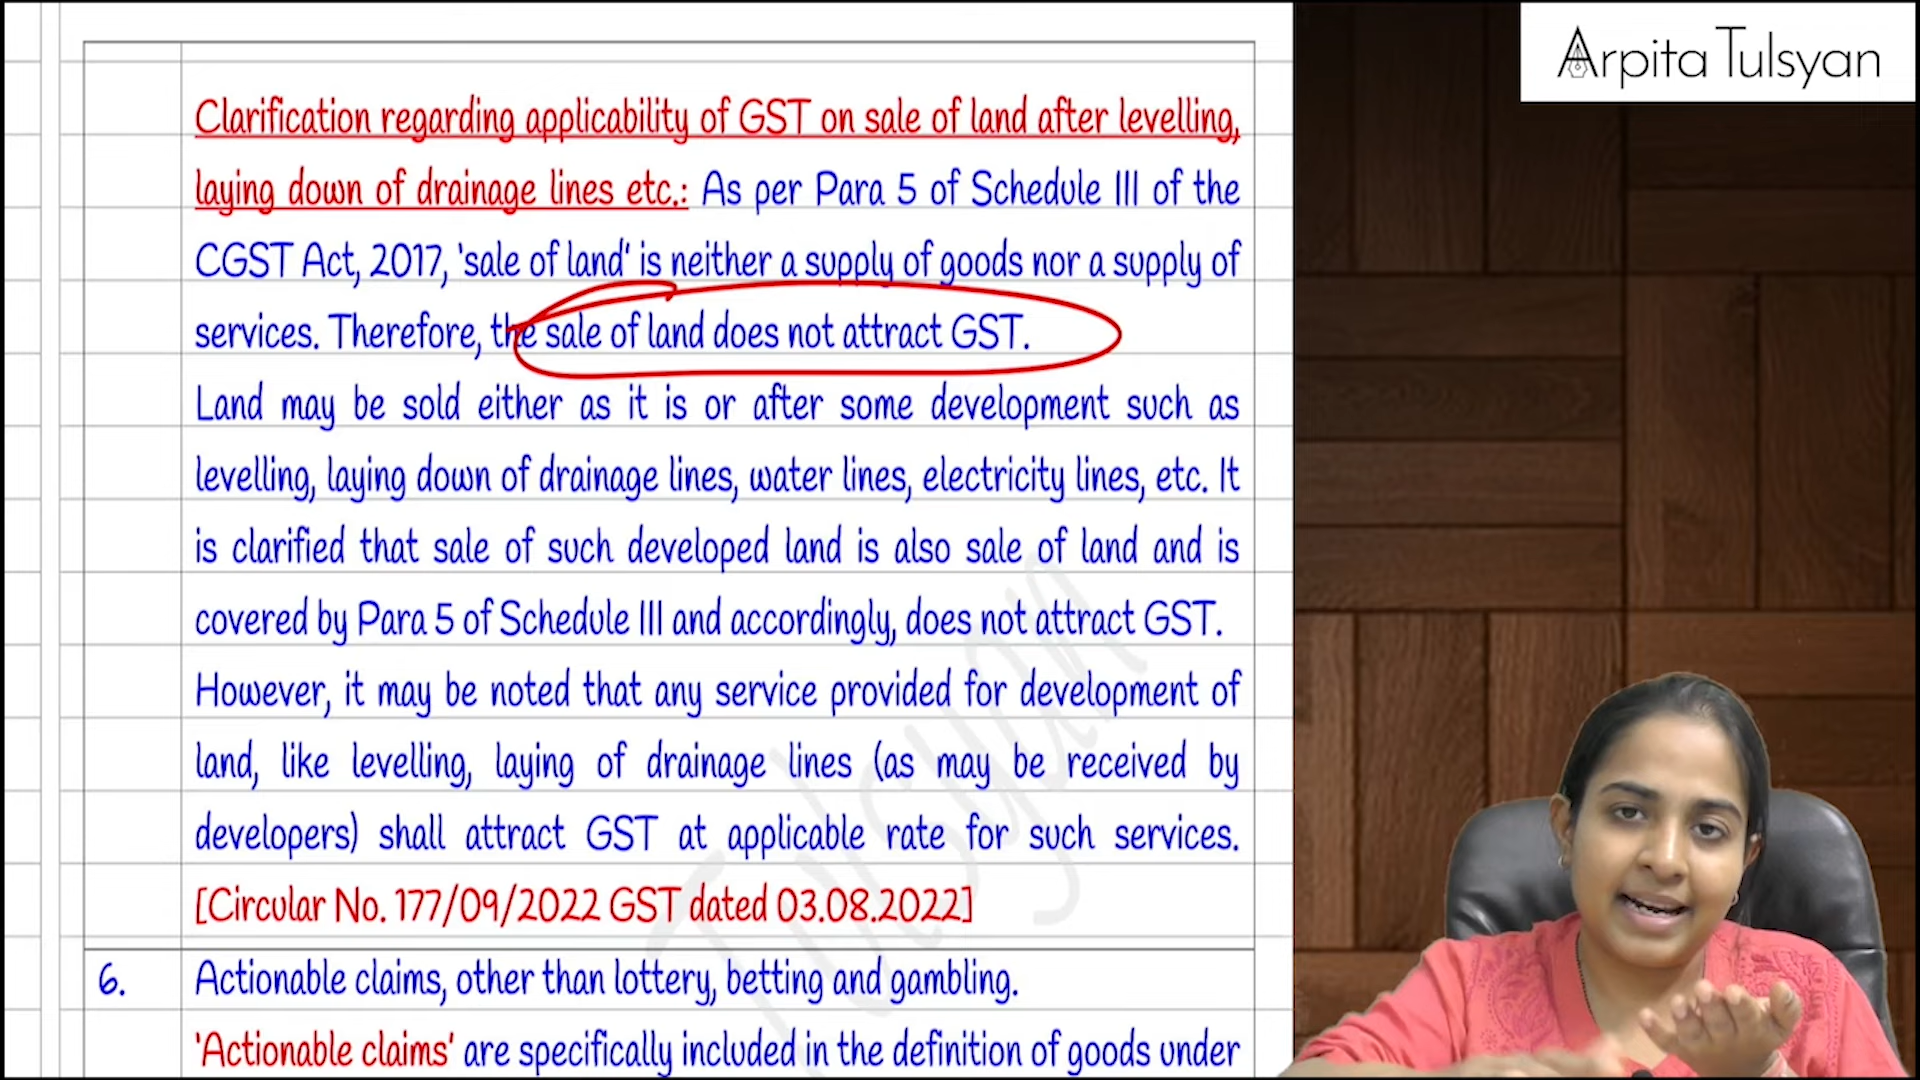 Arpita Tulsyan
Clarification regarding applicability of GST on sale of land after levelling,
laying down of drainage lines etc.: As per Para 5 of Schedule III of the
CGST Act, 2017, 'sale of land' is neither a supply of goods nor a supply of
services. Therefore, the sale of land does not attract GST.
Land may be sold either as it is or after some development such as
levelling, laying down of drainage lines, water lines, electricity lines, etc. It
is clarified that sale of such developed land is also sale of land and is
covered by Para 5 of Schedule III and accordingly, does not attract GST.
However, it may be noted that any service provided for development of
land, like levelling, laying of drainage lines (as may be received by
developers) shall attract GST at applicable rate for such services.
[Circular No. 177/09/2022 GST dated 03.08.2022]
6. Actionable claims, other than lottery, betting and gambling.
'Actionable claims' are specifically included in the definition of goods under
Tulsyan